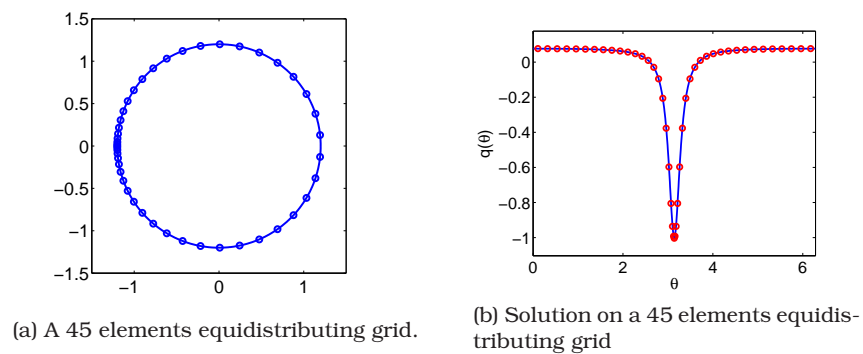 1.5
1
0.5
0
−0.5
−1
−1.5
−1 0 1
(a) A 45 elements equidistributing grid.
0
−0.2
−0.4
−0.6
−0.8
−1
q(θ)
0 2 4 6
θ
(b) Solution on a 45 elements equidis-
tributing grid